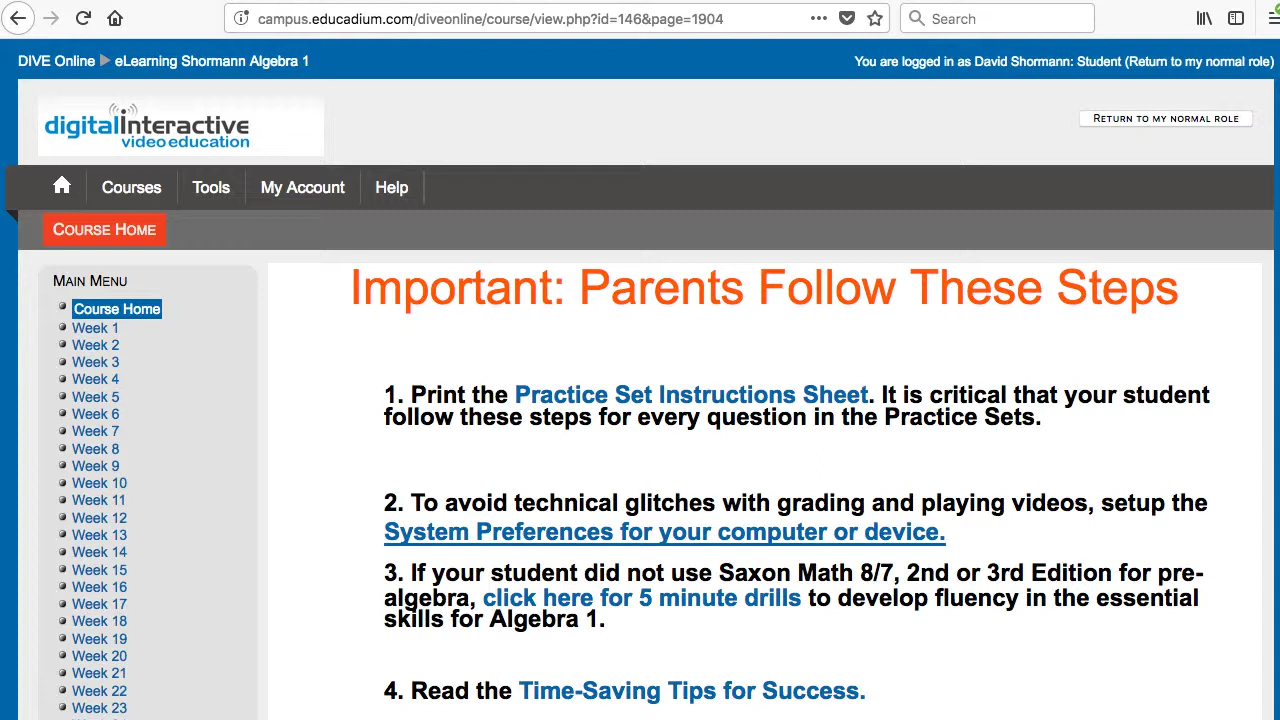 campus.educadium.com/diveonline/course/view.php?id=146&page=1904
Search
DIVE Online eLearning Shormann Algebra 1
You are logged in as David Shormann: Student (Return to my normal role)
digitalinteractive
videoeducation
RETURN TO MY NORMAL ROLE
Courses
Tools
My Account
Help
COURSE HOME
MAIN MENU
Course Home
Week 1
Week 2
Week 3
Week 4
Week 5
Week 6
Week 7
Week 8
Week 9
Week 10
Week 11
Week 12
Week 13
Week 14
Week 15
Week 16
Week 17
Week 18
Week 19
Week 20
Week 21
Week 22
Week 23
Important: Parents Follow These Steps
1. Print the Practice Set Instructions Sheet. It is critical that your student
follow these steps for every question in the Practice Sets.
2. To avoid technical glitches with grading and playing videos, setup the
System Preferences for your computer or device.
3. If your student did not use Saxon Math 8/7, 2nd or 3rd Edition for pre-
algebra, click here for 5 minute drills to develop fluency in the essential
skills for Algebra 1.
4. Read the Time-Saving Tips for Success.